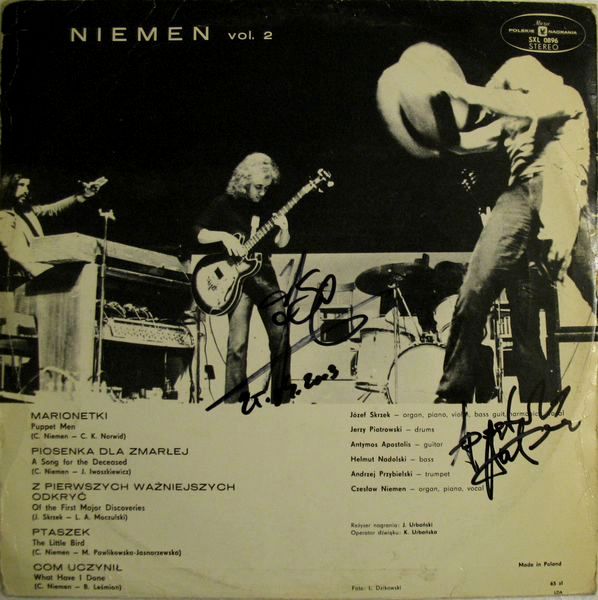 NIEMEN vol. 2
Muza
POLSKIE NAGRANIA
SXL 0896
STEREO
MARIONETKI
Puppet Men
(C. Niemen – C. K. Norwid)
PIOSENKA DLA ZMARŁEJ
A Song for the Deceased
(C. Niemen – J. Iwaszkiewicz)
Z PIERWSZYCH WAŻNIEJSZYCH
ODKRYĆ
Of the First Major Discoveries
(J. Skrzek – L. A. Moczulski)
PTASZEK
The Little Bird
(C. Niemen – M. Pawlikowska-Jasnorzewska)
COM UCZYNIŁ
What Have I Done
(C. Niemen – B. Leśmian)
Józef Skrzek – organ, piano, violin, bass guit, harmonica, vocal
Jerzy Piotrowski – drums
Antymos Apostolis – guitar
Helmut Nadolski – bass
Andrzej Przybielski – trumpet
Czesław Niemen – organ, piano, vocal
Reżyser nagrania: J. Urbański
Operator dźwięku: K. Urbańska
Foto: L. Dzikowski
Made in Poland
65 zł
LZA